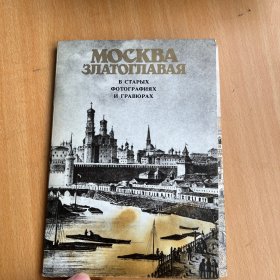 МОСКВА
ЗЛАТОГЛАВАЯ
В СТАРЫХ
ФОТОГРАФИЯХ
И ГРАВЮРАХ